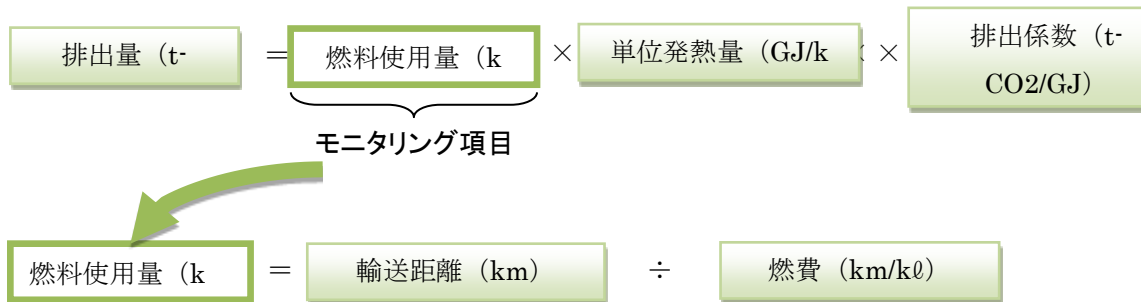 排出量（t- ＝ 燃料使用量（k × 単位発熱量（GJ/k × 排出係数（t-
CO2/GJ）
モニタリング項目
燃料使用量（k ＝ 輸送距離（km） ÷ 燃費（km/kℓ）